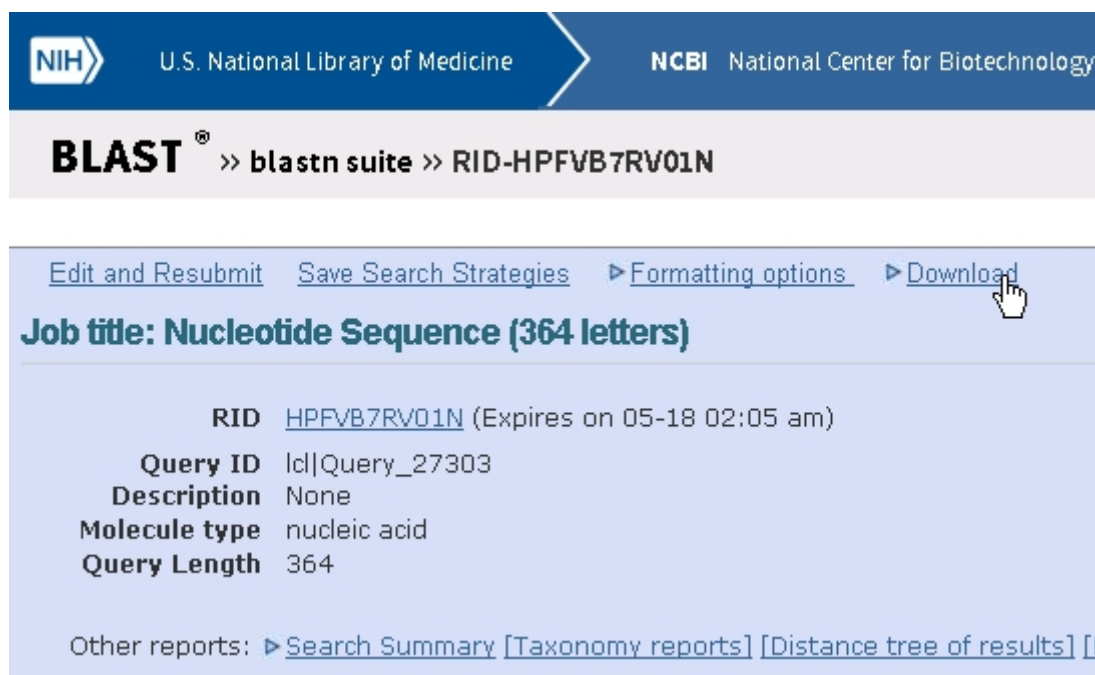 NIH U.S. National Library of Medicine NCBI National Center for Biotechnology
BLAST ® » blastn suite » RID-HPFVB7RV01N
Edit and Resubmit Save Search Strategies ▶Formatting options ▶Download
Job title: Nucleotide Sequence (364 letters)
RID HPFVB7RV01N (Expires on 05-18 02:05 am)
Query ID lcl|Query_27303
Description None
Molecule type nucleic acid
Query Length 364
Other reports: ▶Search Summary [Taxonomy reports] [Distance tree of results] [